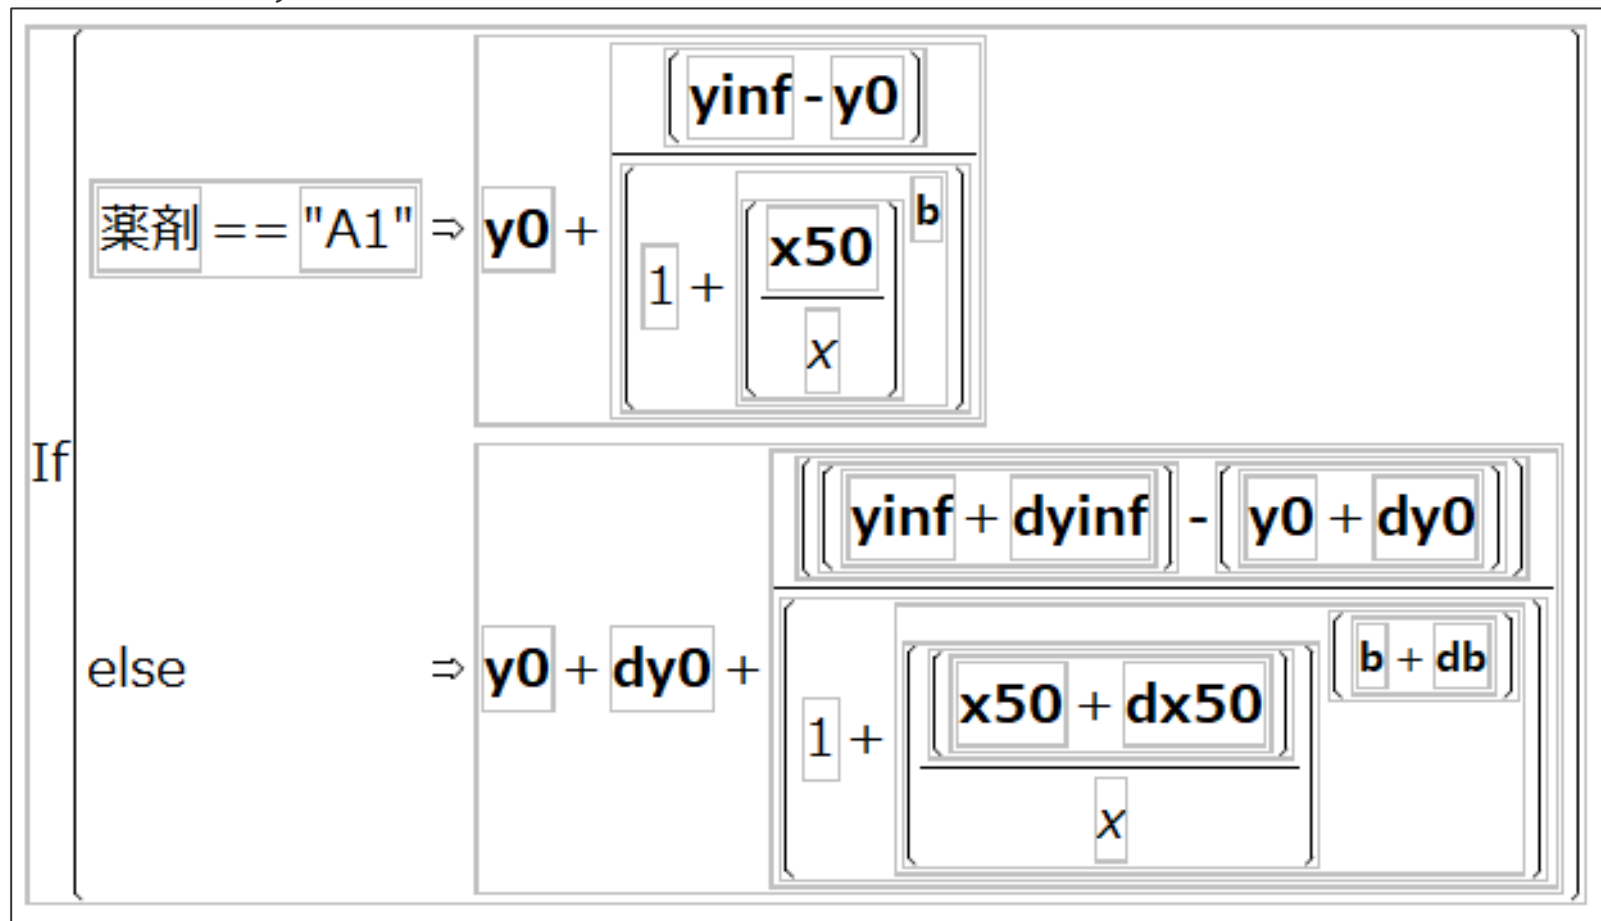 (yinf - y0)
薬剤 == "A1" ⇒ y0 + 
(1 + (x50 b
x
If
((yinf + dyinf) - (y0 + dy0))
else ⇒ y0 + dy0 +
(1 + ((x50 + dx50) (b + db)
x